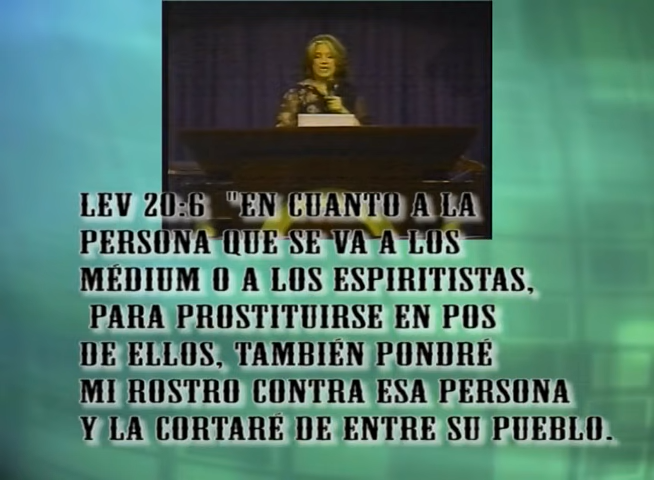 LEV 20:6 "EN CUANTO A LA
PERSONA QUE SE VA A LOS
MÉDIUM O A LOS ESPIRITISTAS,
PARA PROSTITUIRSE EN POS
DE ELLOS, TAMBIÉN PONDRÉ
MI ROSTRO CONTRA ESA PERSONA
Y LA CORTARÉ DE ENTRE SU PUEBLO.